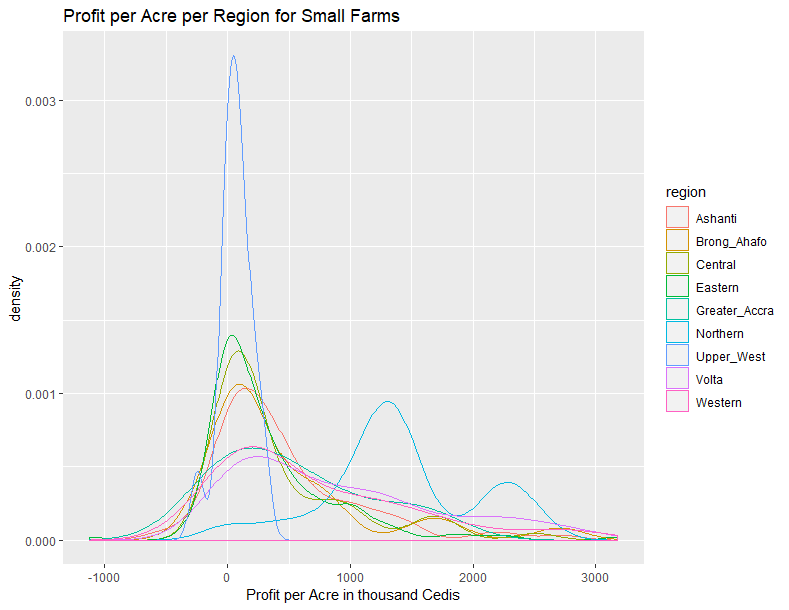 Profit per Acre per Region for Small Farms
0.003
0.002
0.001
0.000
density
-1000
0
1000
2000
3000
Profit per Acre in thousand Cedis
region
Ashanti
Brong_Ahafo
Central
Eastern
Greater_Accra
Northern
Upper_West
Volta
Western